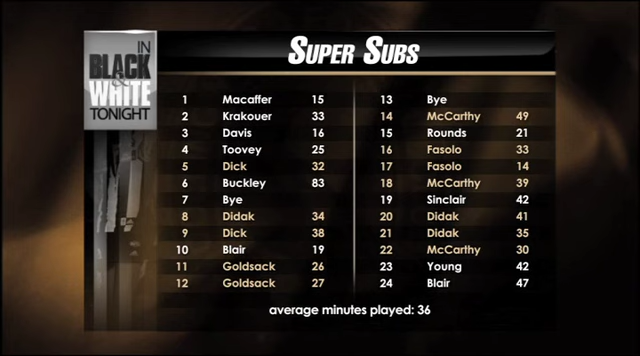 IN
BLACK
&
WHITE
TONIGHT
SUPER SUBS
1 Macaffer 15
2 Krakouer 33
3 Davis 16
4 Toovey 25
5 Dick 32
6 Buckley 83
7 Bye
8 Didak 34
9 Dick 38
10 Blair 19
11 Goldsack 26
12 Goldsack 27
13 Bye
14 McCarthy 49
15 Rounds 21
16 Fasolo 33
17 Fasolo 14
18 McCarthy 39
19 Sinclair 42
20 Didak 41
21 Didak 35
22 McCarthy 30
23 Young 42
24 Blair 47
average minutes played: 36